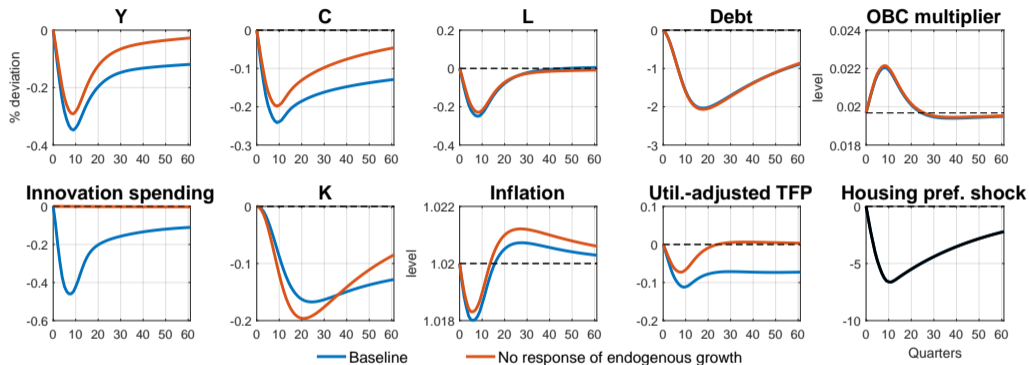 Y
C
L
Debt
OBC multiplier
% deviation
0
-0.2
-0.4
0 10 20 30 40 50 60
0
-0.1
-0.2
-0.3
0 10 20 30 40 50 60
0.2
0
-0.2
-0.4
0 10 20 30 40 50 60
0
-1
-2
-3
0 10 20 30 40 50 60
level
0.024
0.022
0.02
0.018
0 10 20 30 40 50 60
Innovation spending
K
Inflation
Util.-adjusted TFP
Housing pref. shock
0
-0.2
-0.4
-0.6
0 10 20 30 40 50 60
0
-0.1
-0.2
0 10 20 30 40 50 60
level
1.022
1.02
1.018
0 10 20 30 40 50 60
0.1
0
-0.1
-0.2
0 10 20 30 40 50 60
0
-5
-10
0 10 20 30 40 50 60
Quarters
Baseline
No response of endogenous growth